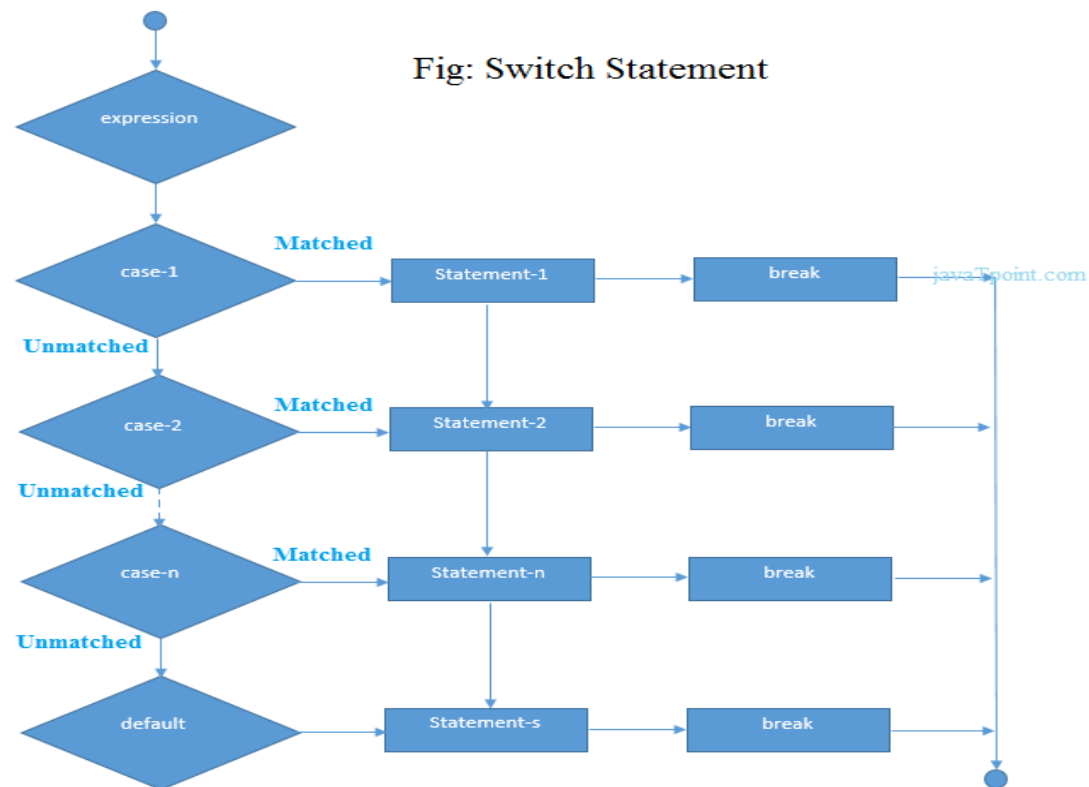 Fig: Switch Statement
expression
Matched
case-1
Statement-1
break
javaTpoint.com
Unmatched
Matched
case-2
Statement-2
break
Unmatched
Matched
case-n
Statement-n
break
Unmatched
default
Statement-s
break